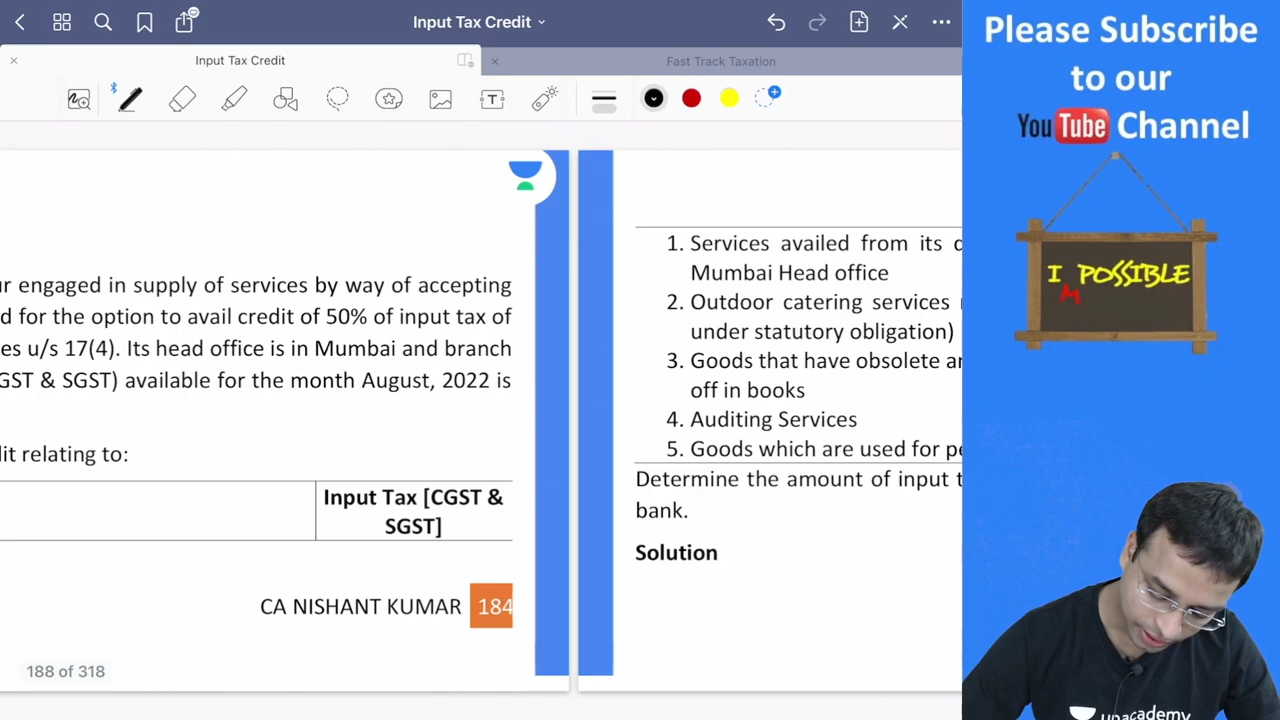 Input Tax Credit
Input Tax Credit
Fast Track Taxation
engaged in supply of services by way of accepting
for the option to avail credit of 50% of input tax of
u/s 17(4). Its head office is in Mumbai and branch
& SGST) available for the month August, 2022 is
relating to:
Input Tax [CGST &
SGST]
CA NISHANT KUMAR 184
188 of 318
1. Services availed from its
Mumbai Head office
2. Outdoor catering services
under statutory obligation)
3. Goods that have obsolete
off in books
4. Auditing Services
5. Goods which are used for
Determine the amount of input
bank.
Solution
Please Subscribe
to our
YouTube Channel
I POSSIBLE
M
unacademy